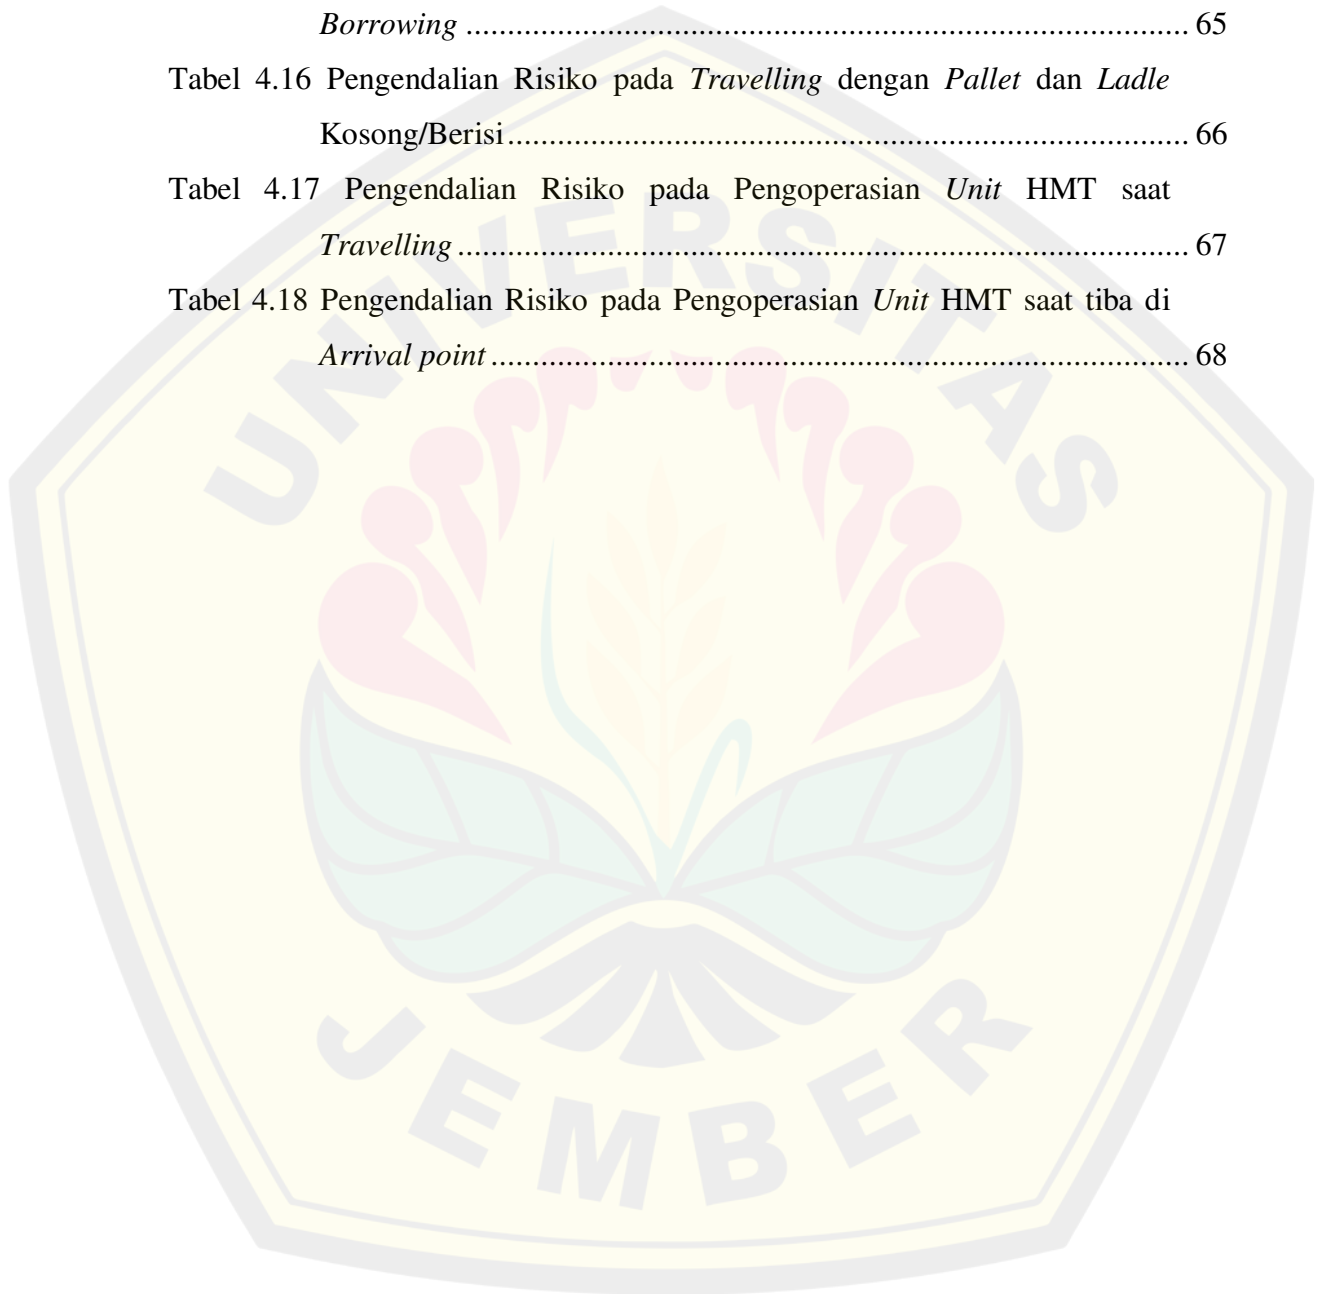 Borrowing ....................................................................................... 65
Tabel 4.16 Pengendalian Risiko pada Travelling dengan Pallet dan Ladle
Kosong/Berisi.................................................................................. 66
Tabel 4.17 Pengendalian Risiko pada Pengoperasian Unit HMT saat
Travelling ........................................................................................ 67
Tabel 4.18 Pengendalian Risiko pada Pengoperasian Unit HMT saat tiba di
Arrival point .................................................................................... 68
UNIVERSITAS
JEMBER